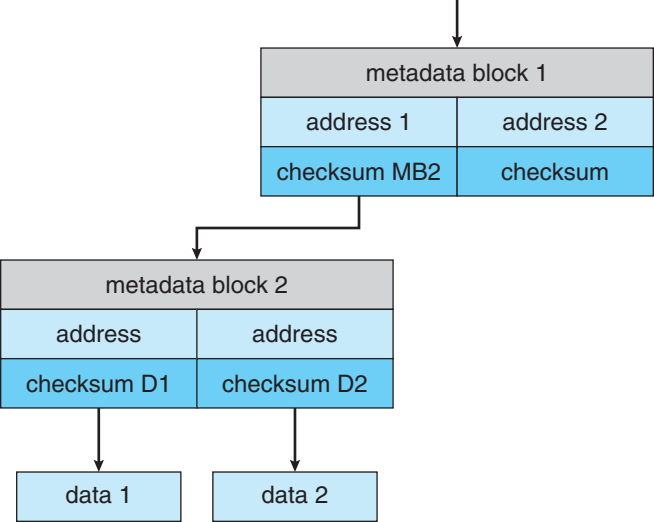 metadata block 1
address 1 address 2
checksum MB2 checksum
metadata block 2
address address
checksum D1 checksum D2
data 1 data 2